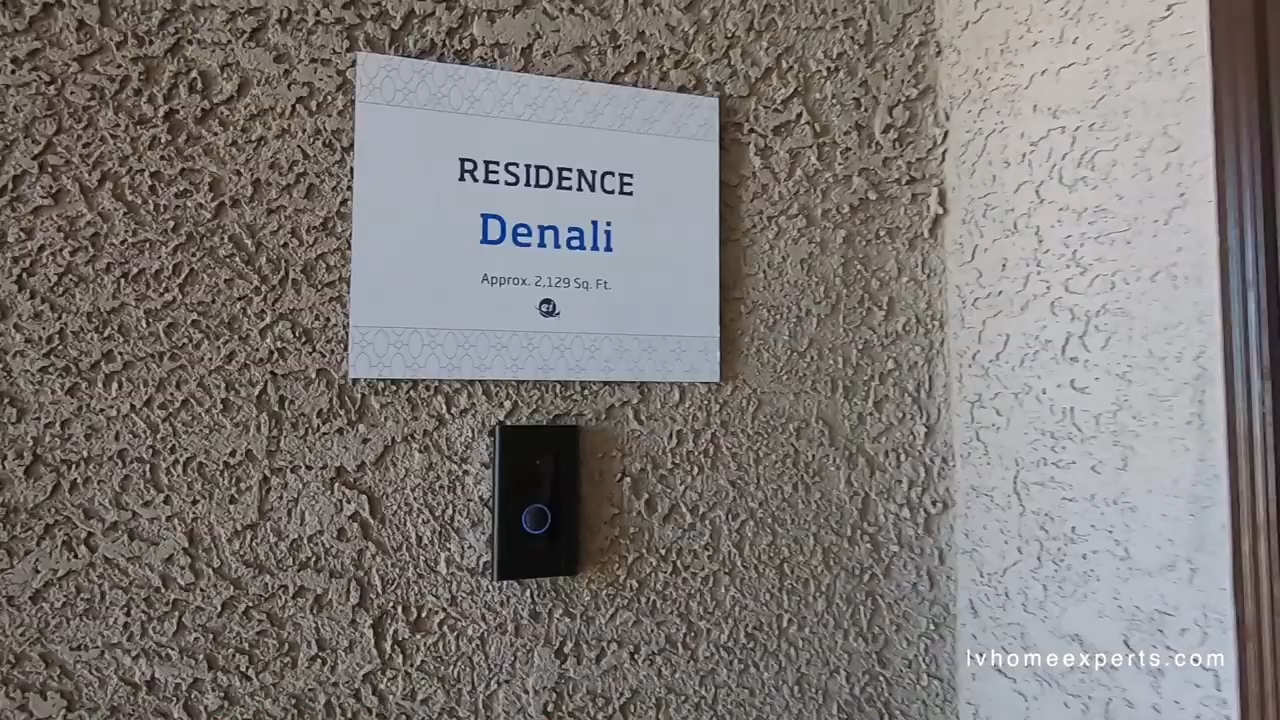 RESIDENCE
Denali
Approx. 2,129 Sq. Ft.
lvhomeexperts.com